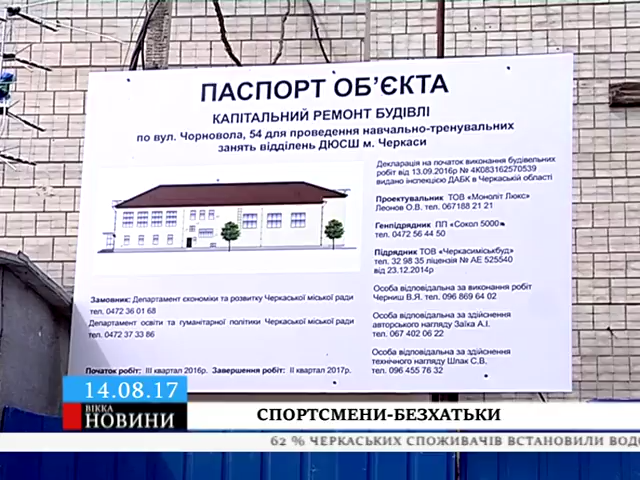 ПАСПОРТ ОБ'ЄКТА
КАПІТАЛЬНИЙ РЕМОНТ БУДІВЛІ
по вул. Чорновола, 54 для проведення навчально-тренувальних
занять відділень ДЮСШ м. Черкаси
Декларація на початок виконання будівельних
робіт від 13.09.2016р № 4К083162570539
видано інспекцією ДАБК в Черкаській області
Проектувальник ТОВ «Моноліт Люкс»
Леонов О.В. тел. 067188 21 21
Генпідрядник ПП «Сокол 5000»
тел. 0472 56 44 50
Підрядник ТОВ «Черкасиміськбуд»
тел. 32 98 35 ліцензія № АЕ 525540
від 23.12.2014р
Особа відповідальна за виконання робіт
Черниш В.Я. тел. 096 869 64 02
Особа відповідальна за здійснення
авторського нагляду Заїка А.І.
тел. 067 402 06 22
Особа відповідальна за здійснення
технічного нагляду Шпак С.В.
тел. 096 455 76 32
Замовник: Департамент економіки та розвитку Черкаської міської ради
тел. 0472 36 01 68
Департамент освіти та гуманітарної політики Черкаської міської ради
тел. 0472 37 33 86
Початок робіт: III квартал 2016р. Завершення робіт: II квартал 2017р.
14.08.17
ВІККА
НОВИНИ
СПОРТСМЕНИ-БЕЗХАТЬКИ
62 % ЧЕРКАСЬКИХ СПОЖИВАЧІВ ВСТАНОВИЛИ ВОДО